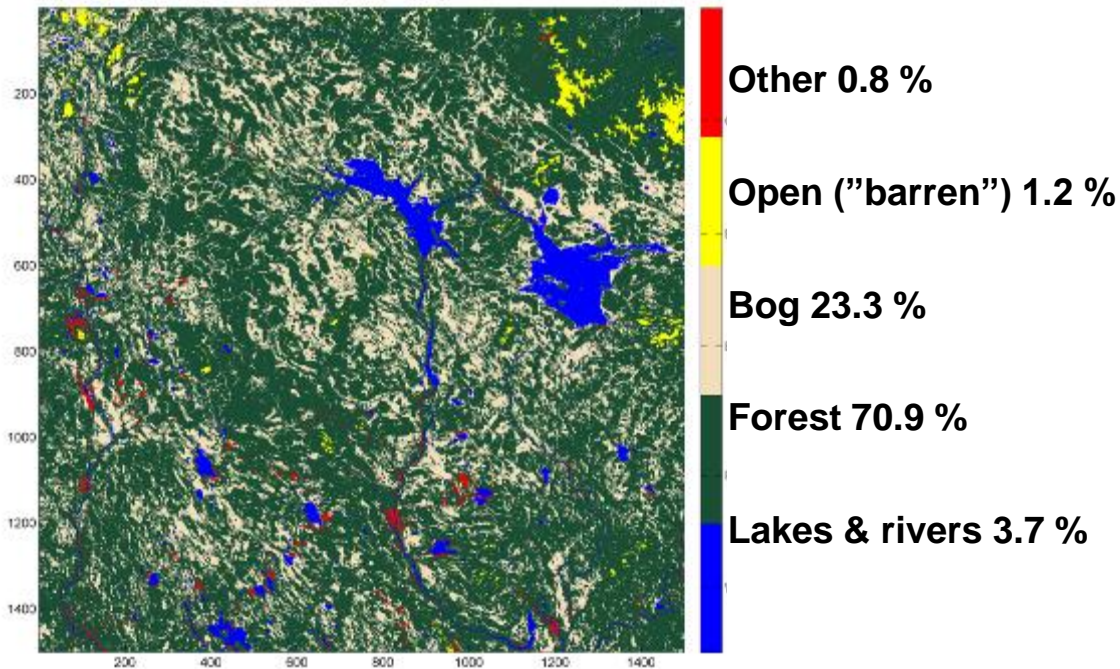 200
400
600
800
1000
1200
1400
200 400 600 800 1000 1200 1400
Other 0.8 %
Open (”barren”) 1.2 %
Bog 23.3 %
Forest 70.9 %
Lakes & rivers 3.7 %